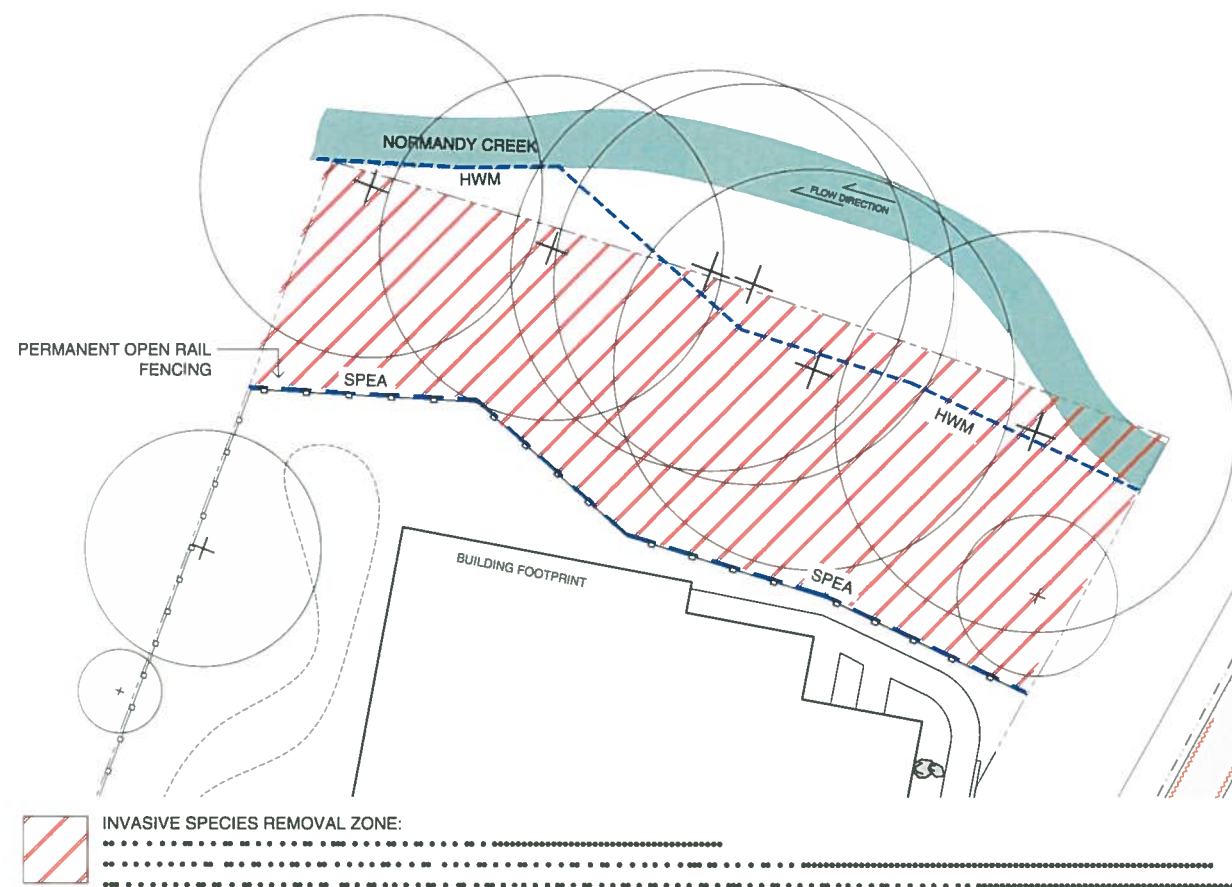 NORMANDY CREEK
HWM
FLOW DIRECTION
PERMANENT OPEN RAIL
FENCING
SPEA
HWM
BUILDING FOOTPRINT
SPEA
INVASIVE SPECIES REMOVAL ZONE: